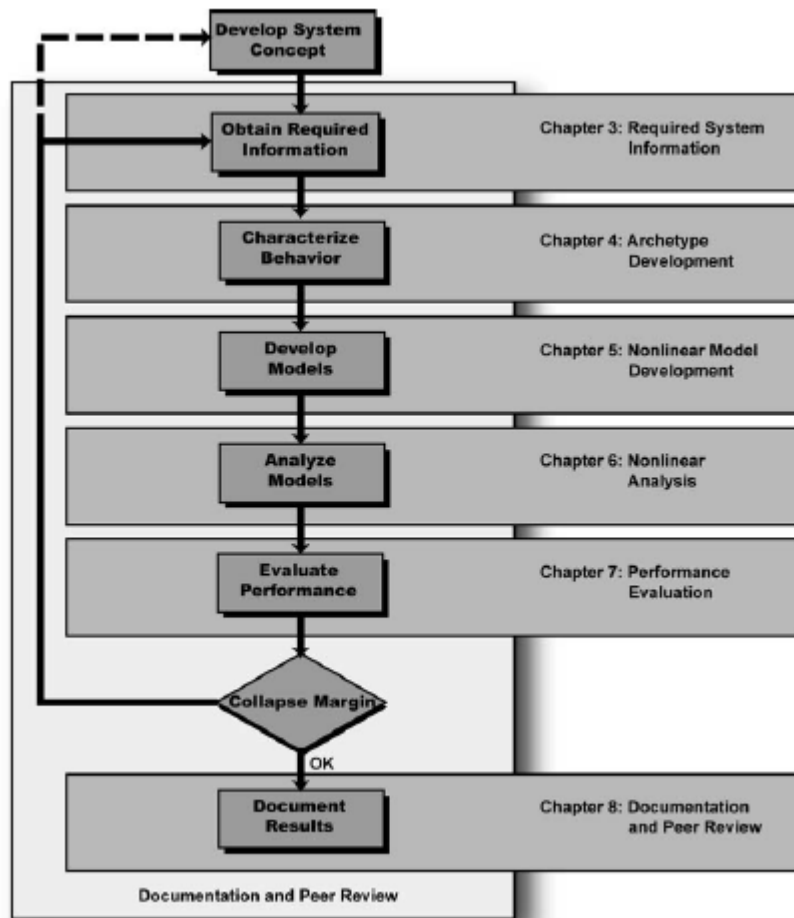 Develop System
Concept
Obtain Required
Information
Chapter 3: Required System
Information
Characterize
Behavior
Chapter 4: Archetype
Development
Develop
Models
Chapter 5: Nonlinear Model
Development
Analyze
Models
Chapter 6: Nonlinear
Analysis
Evaluate
Performance
Chapter 7: Performance
Evaluation
Collapse Margin
OK
Document
Results
Chapter 8: Documentation
and Peer Review
Documentation and Peer Review